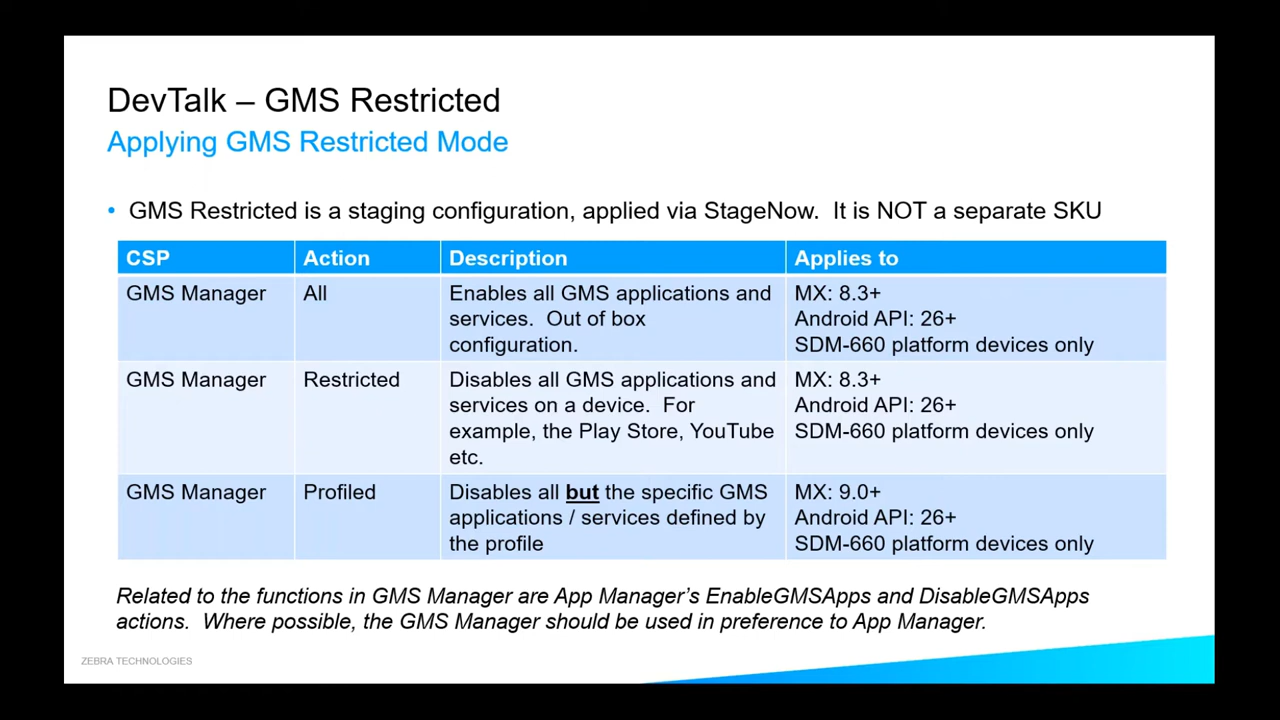 DevTalk – GMS Restricted
Applying GMS Restricted Mode
• GMS Restricted is a staging configuration, applied via StageNow.  It is NOT a separate SKU
CSP Action Description Applies to
GMS Manager All Enables all GMS applications and MX: 8.3+
services.  Out of box Android API: 26+
configuration. SDM-660 platform devices only
GMS Manager Restricted Disables all GMS applications and MX: 8.3+
services on a device.  For Android API: 26+
example, the Play Store, YouTube SDM-660 platform devices only
etc.
GMS Manager Profiled Disables all but the specific GMS MX: 9.0+
applications / services defined by Android API: 26+
the profile SDM-660 platform devices only
Related to the functions in GMS Manager are App Manager’s EnableGMSApps and DisableGMSApps
actions.  Where possible, the GMS Manager should be used in preference to App Manager.
ZEBRA TECHNOLOGIES